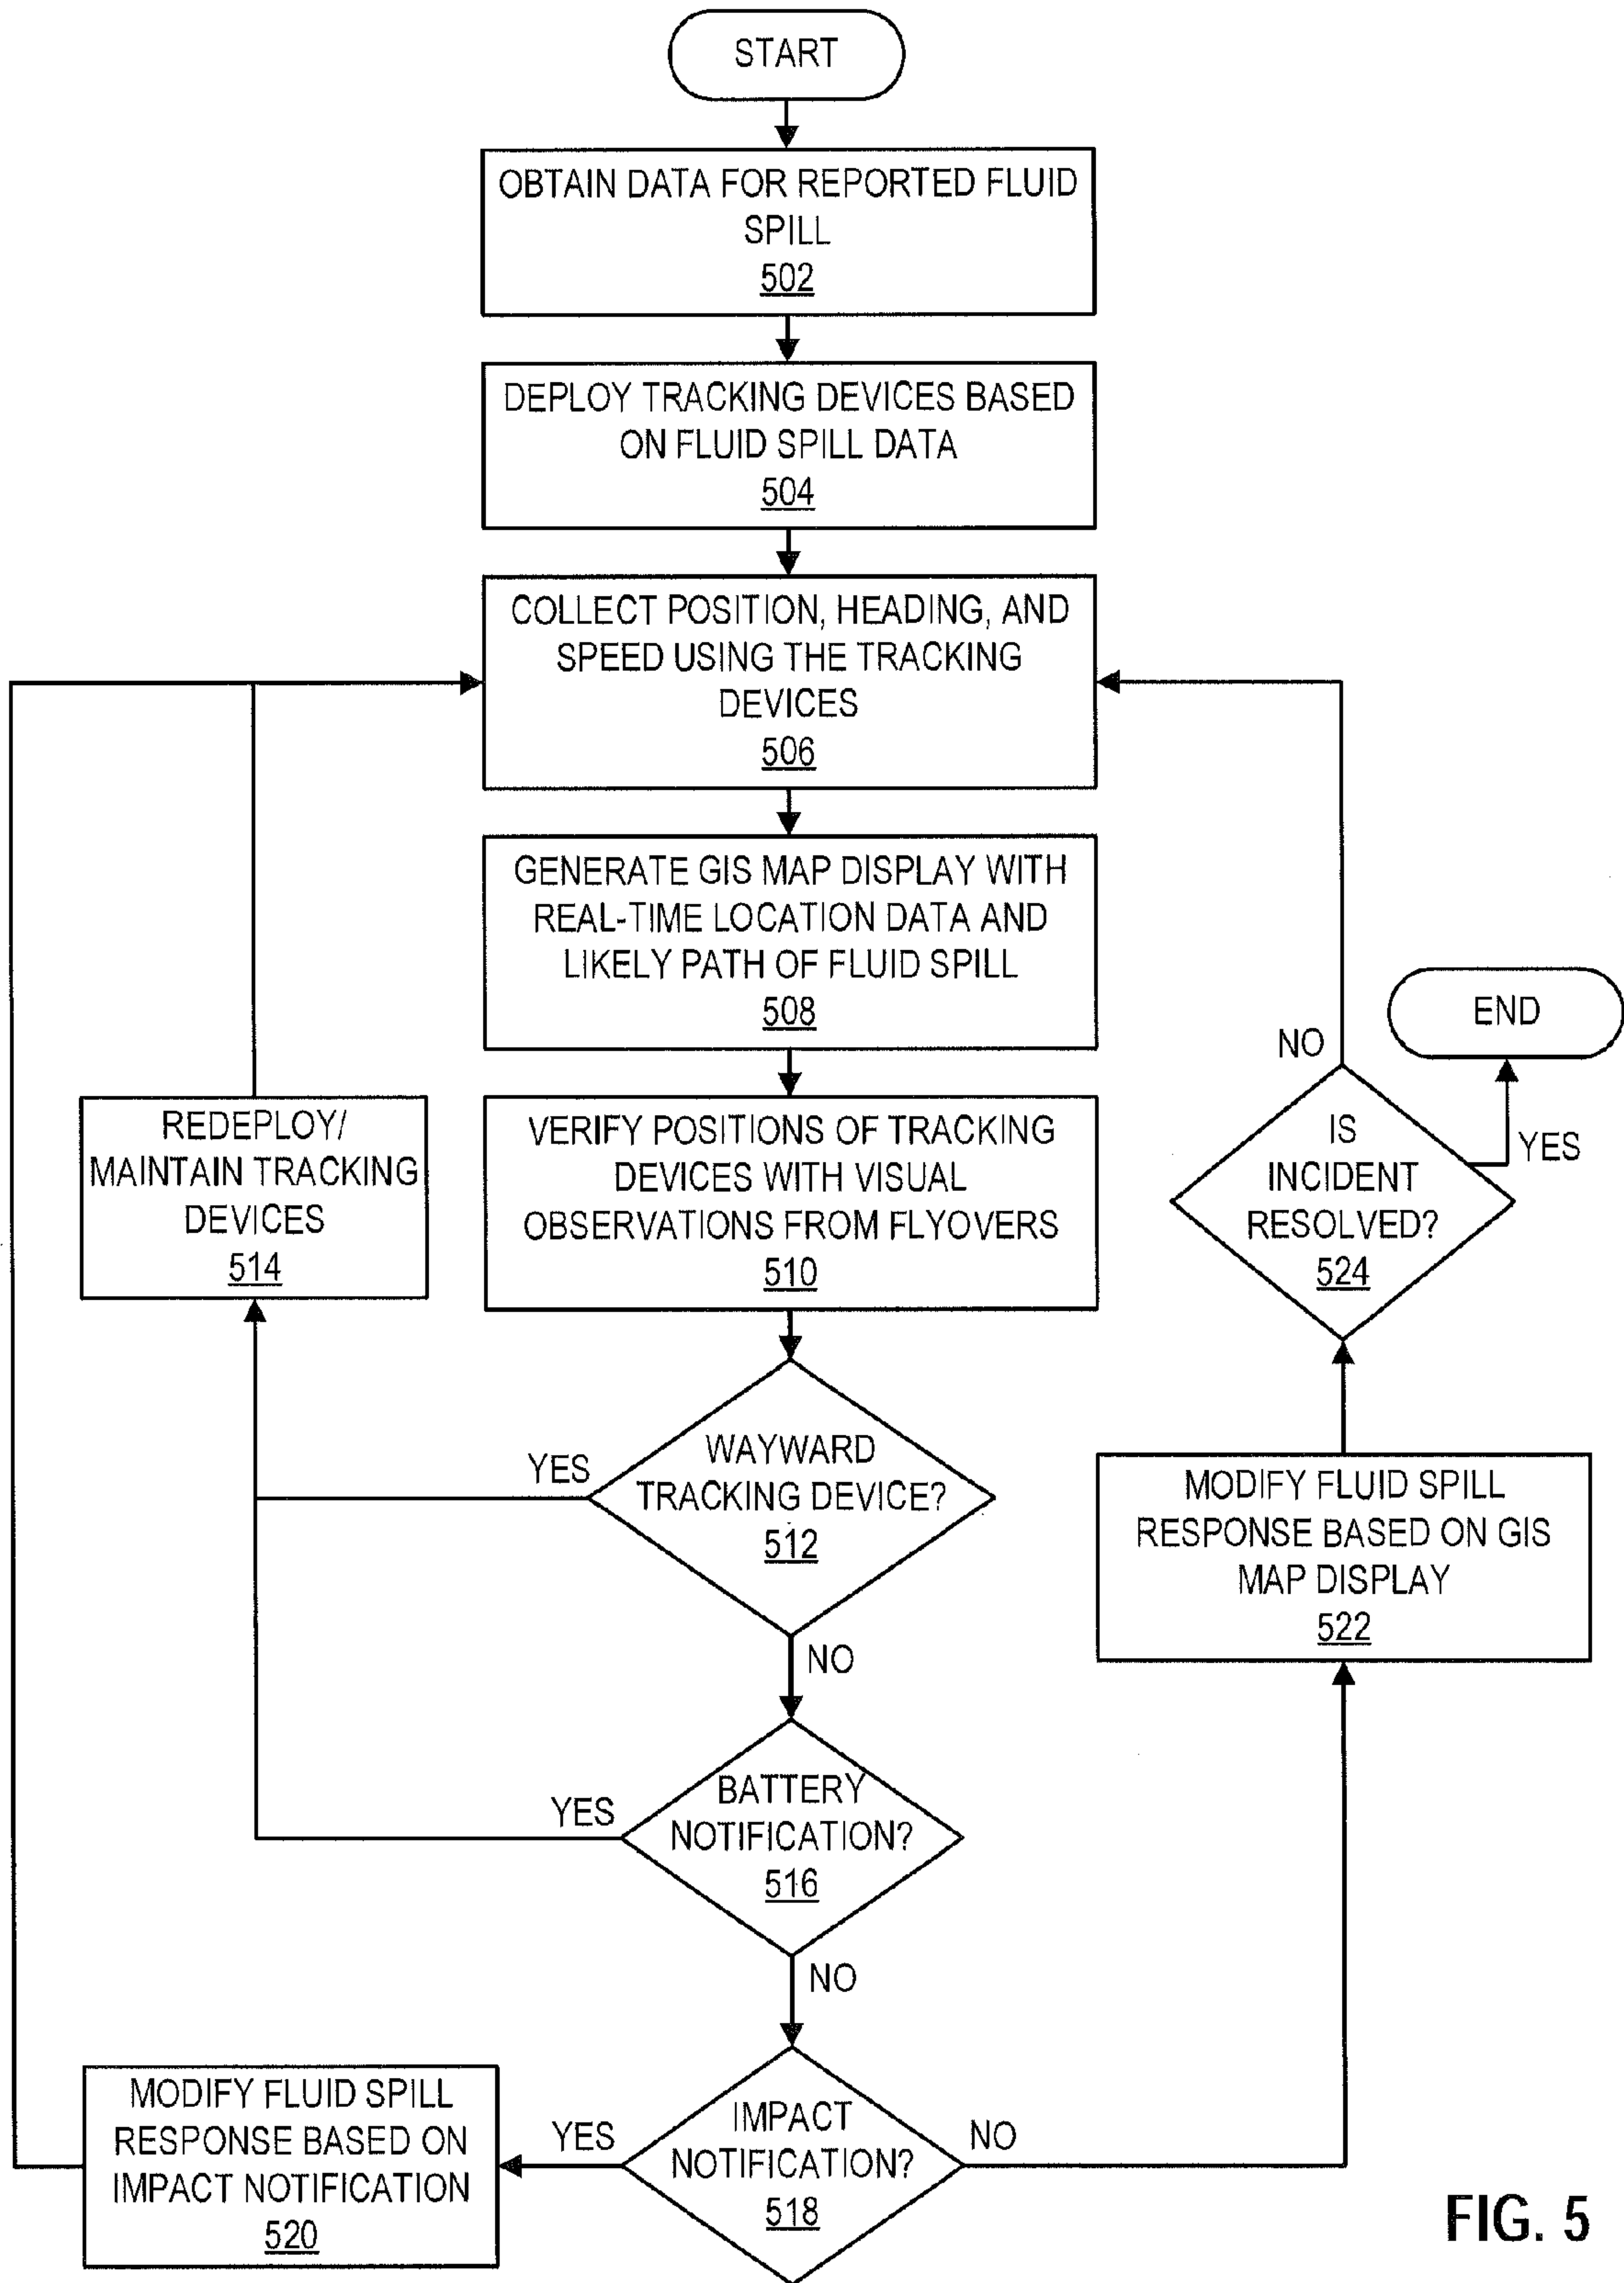 START
OBTAIN DATA FOR REPORTED FLUID
SPILL
502
DEPLOY TRACKING DEVICES BASED
ON FLUID SPILL DATA
504
COLLECT POSITION, HEADING, AND
SPEED USING THE TRACKING
DEVICES
506
GENERATE GIS MAP DISPLAY WITH
REAL-TIME LOCATION DATA AND
LIKELY PATH OF FLUID SPILL
508
VERIFY POSITIONS OF TRACKING
DEVICES WITH VISUAL
OBSERVATIONS FROM FLYOVERS
510
REDEPLOY/
MAINTAIN TRACKING
DEVICES
514
WAYWARD
TRACKING DEVICE?
512
YES
NO
BATTERY
NOTIFICATION?
516
YES
NO
IMPACT
NOTIFICATION?
518
YES
NO
MODIFY FLUID SPILL
RESPONSE BASED ON
IMPACT NOTIFICATION
520
MODIFY FLUID SPILL
RESPONSE BASED ON GIS
MAP DISPLAY
522
IS
INCIDENT
RESOLVED?
524
NO
YES
END
FIG. 5